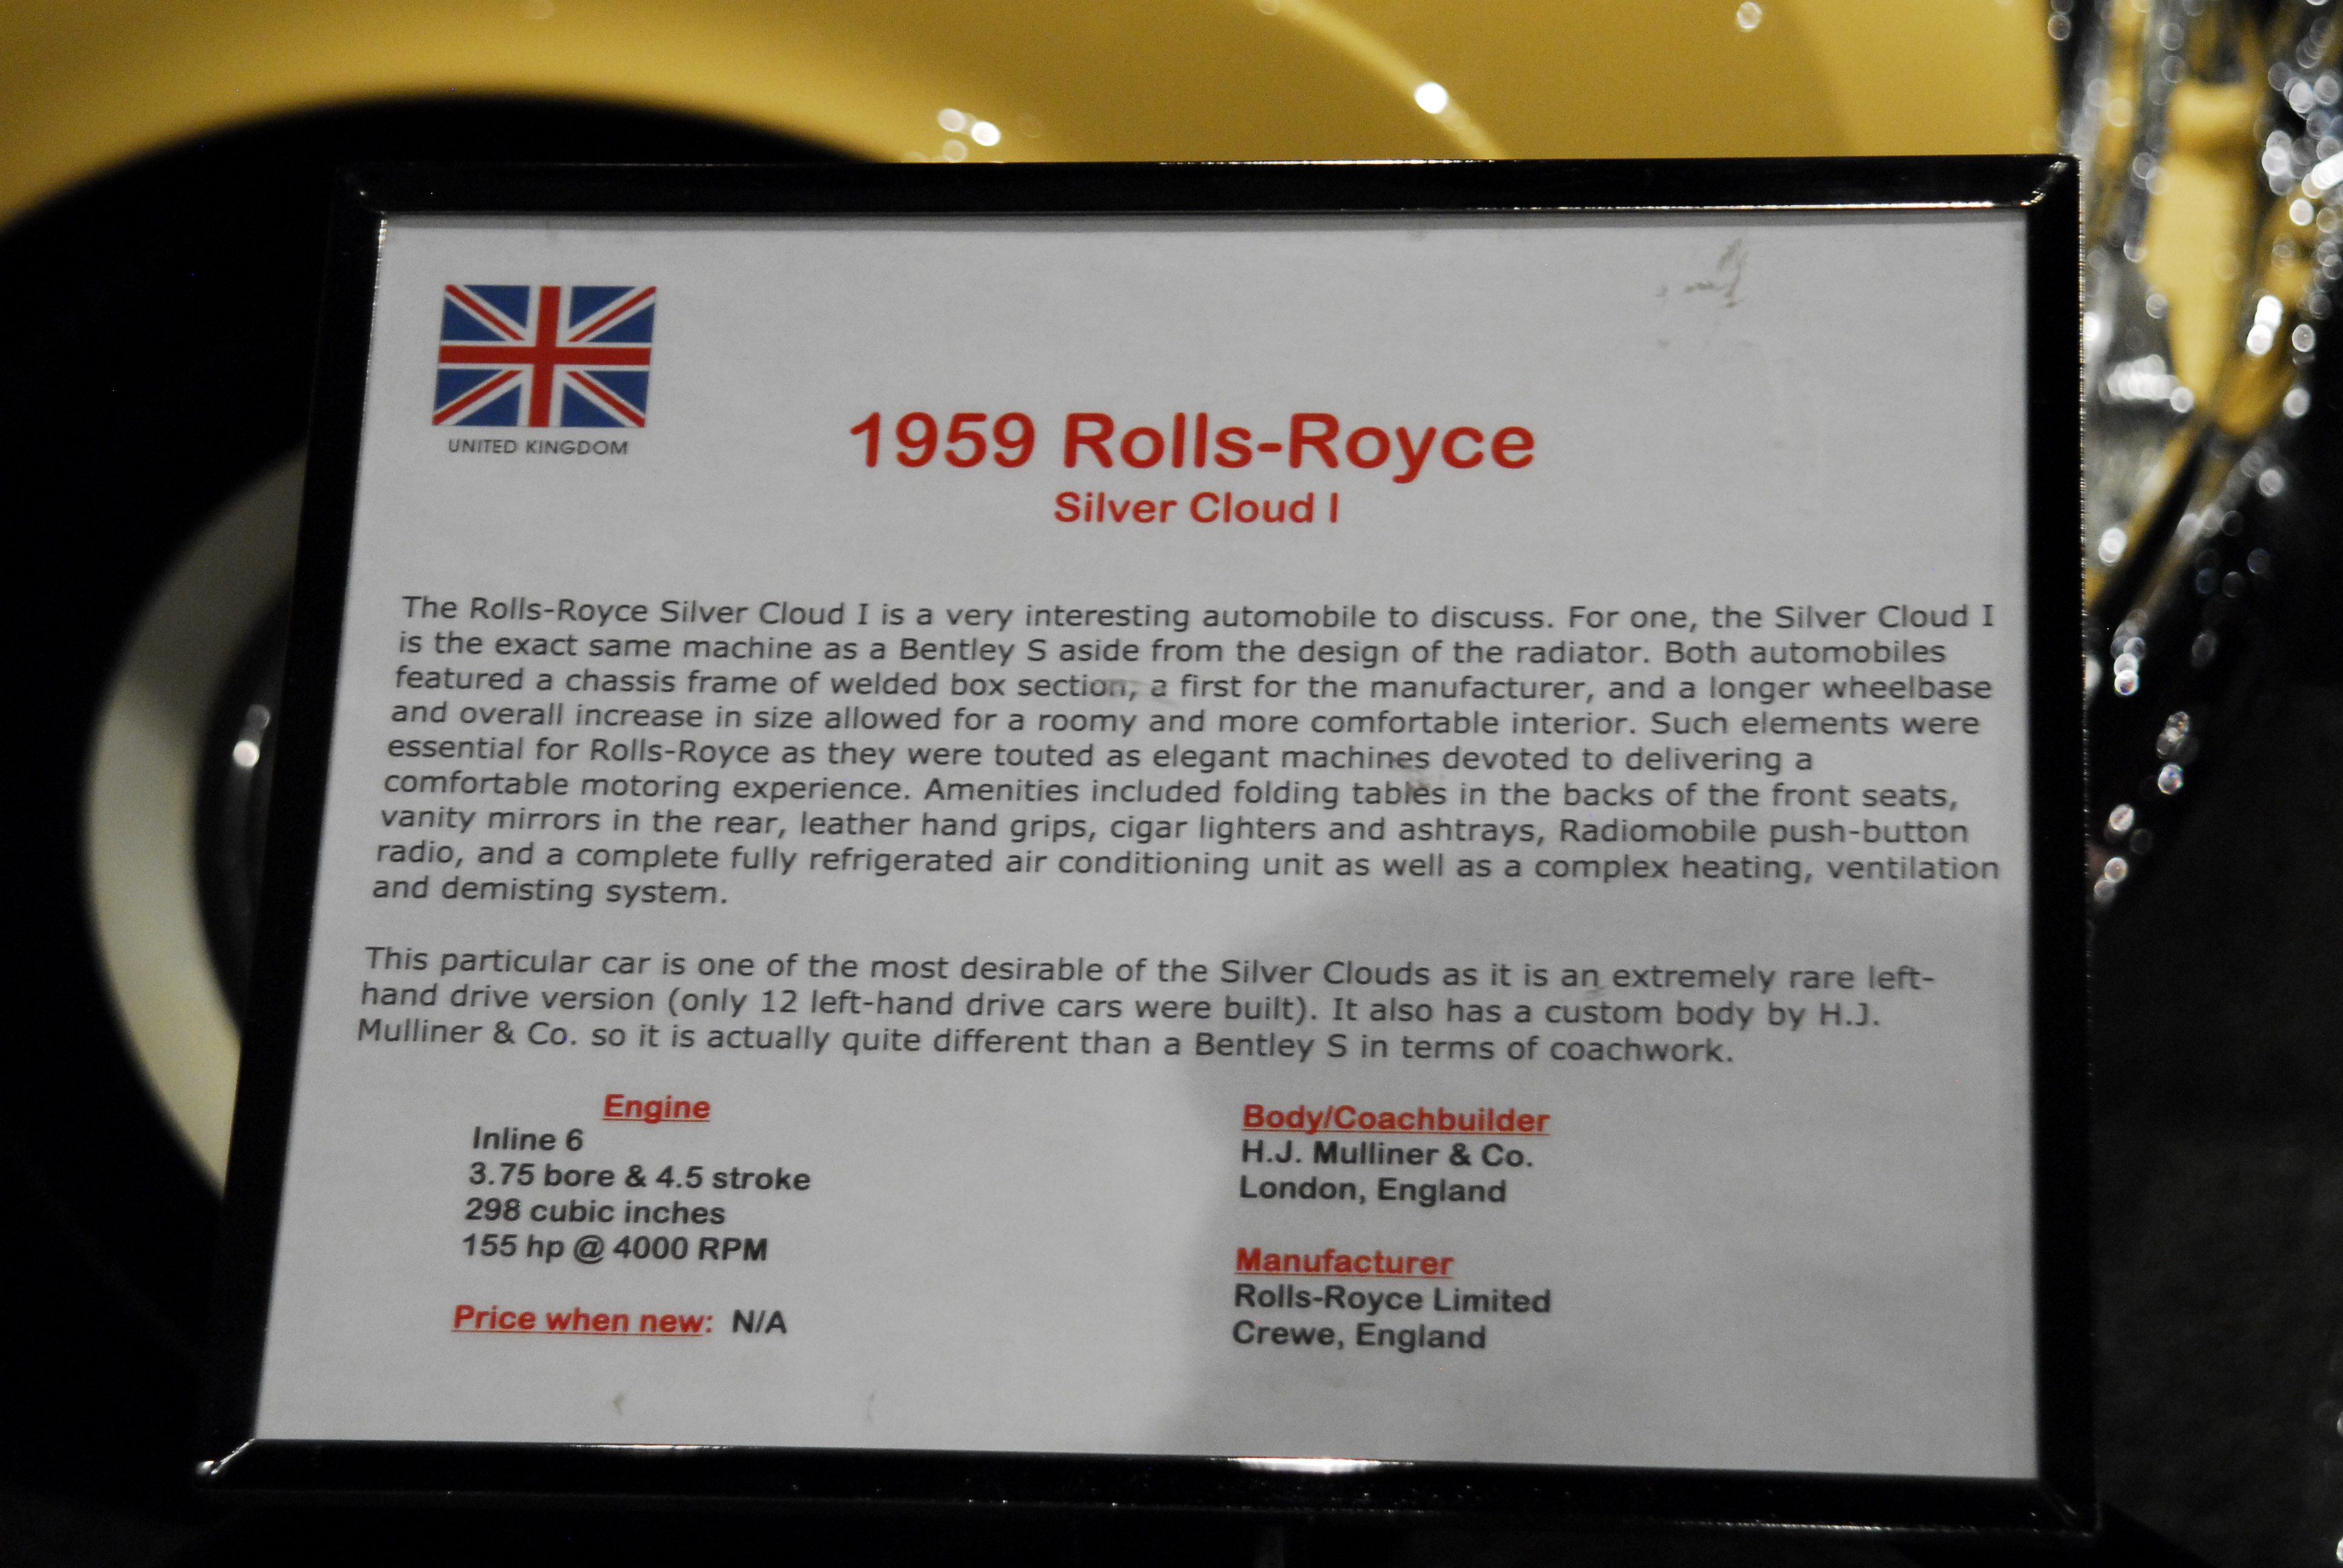 UNITED KINGDOM
1959 Rolls-Royce
Silver Cloud I
The Rolls-Royce Silver Cloud I is a very interesting automobile to discuss. For one, the Silver Cloud I
is the exact same machine as a Bentley S aside from the design of the radiator. Both automobiles
featured a chassis frame of welded box section, a first for the manufacturer, and a longer wheelbase
and overall increase in size allowed for a roomy and more comfortable interior. Such elements were
essential for Rolls-Royce as they were touted as elegant machines devoted to delivering a
comfortable motoring experience. Amenities included folding tables in the backs of the front seats,
vanity mirrors in the rear, leather hand grips, cigar lighters and ashtrays, Radiomobile push-button
radio, and a complete fully refrigerated air conditioning unit as well as a complex heating, ventilation
and demisting system.
This particular car is one of the most desirable of the Silver Clouds as it is an extremely rare left-
hand drive version (only 12 left-hand drive cars were built). It also has a custom body by H.J.
Mulliner & Co. so it is actually quite different than a Bentley S in terms of coachwork.
Engine
Inline 6
3.75 bore & 4.5 stroke
298 cubic inches
155 hp @ 4000 RPM
Price when new: N/A
Body/Coachbuilder
H.J. Mulliner & Co.
London, England
Manufacturer
Rolls-Royce Limited
Crewe, England